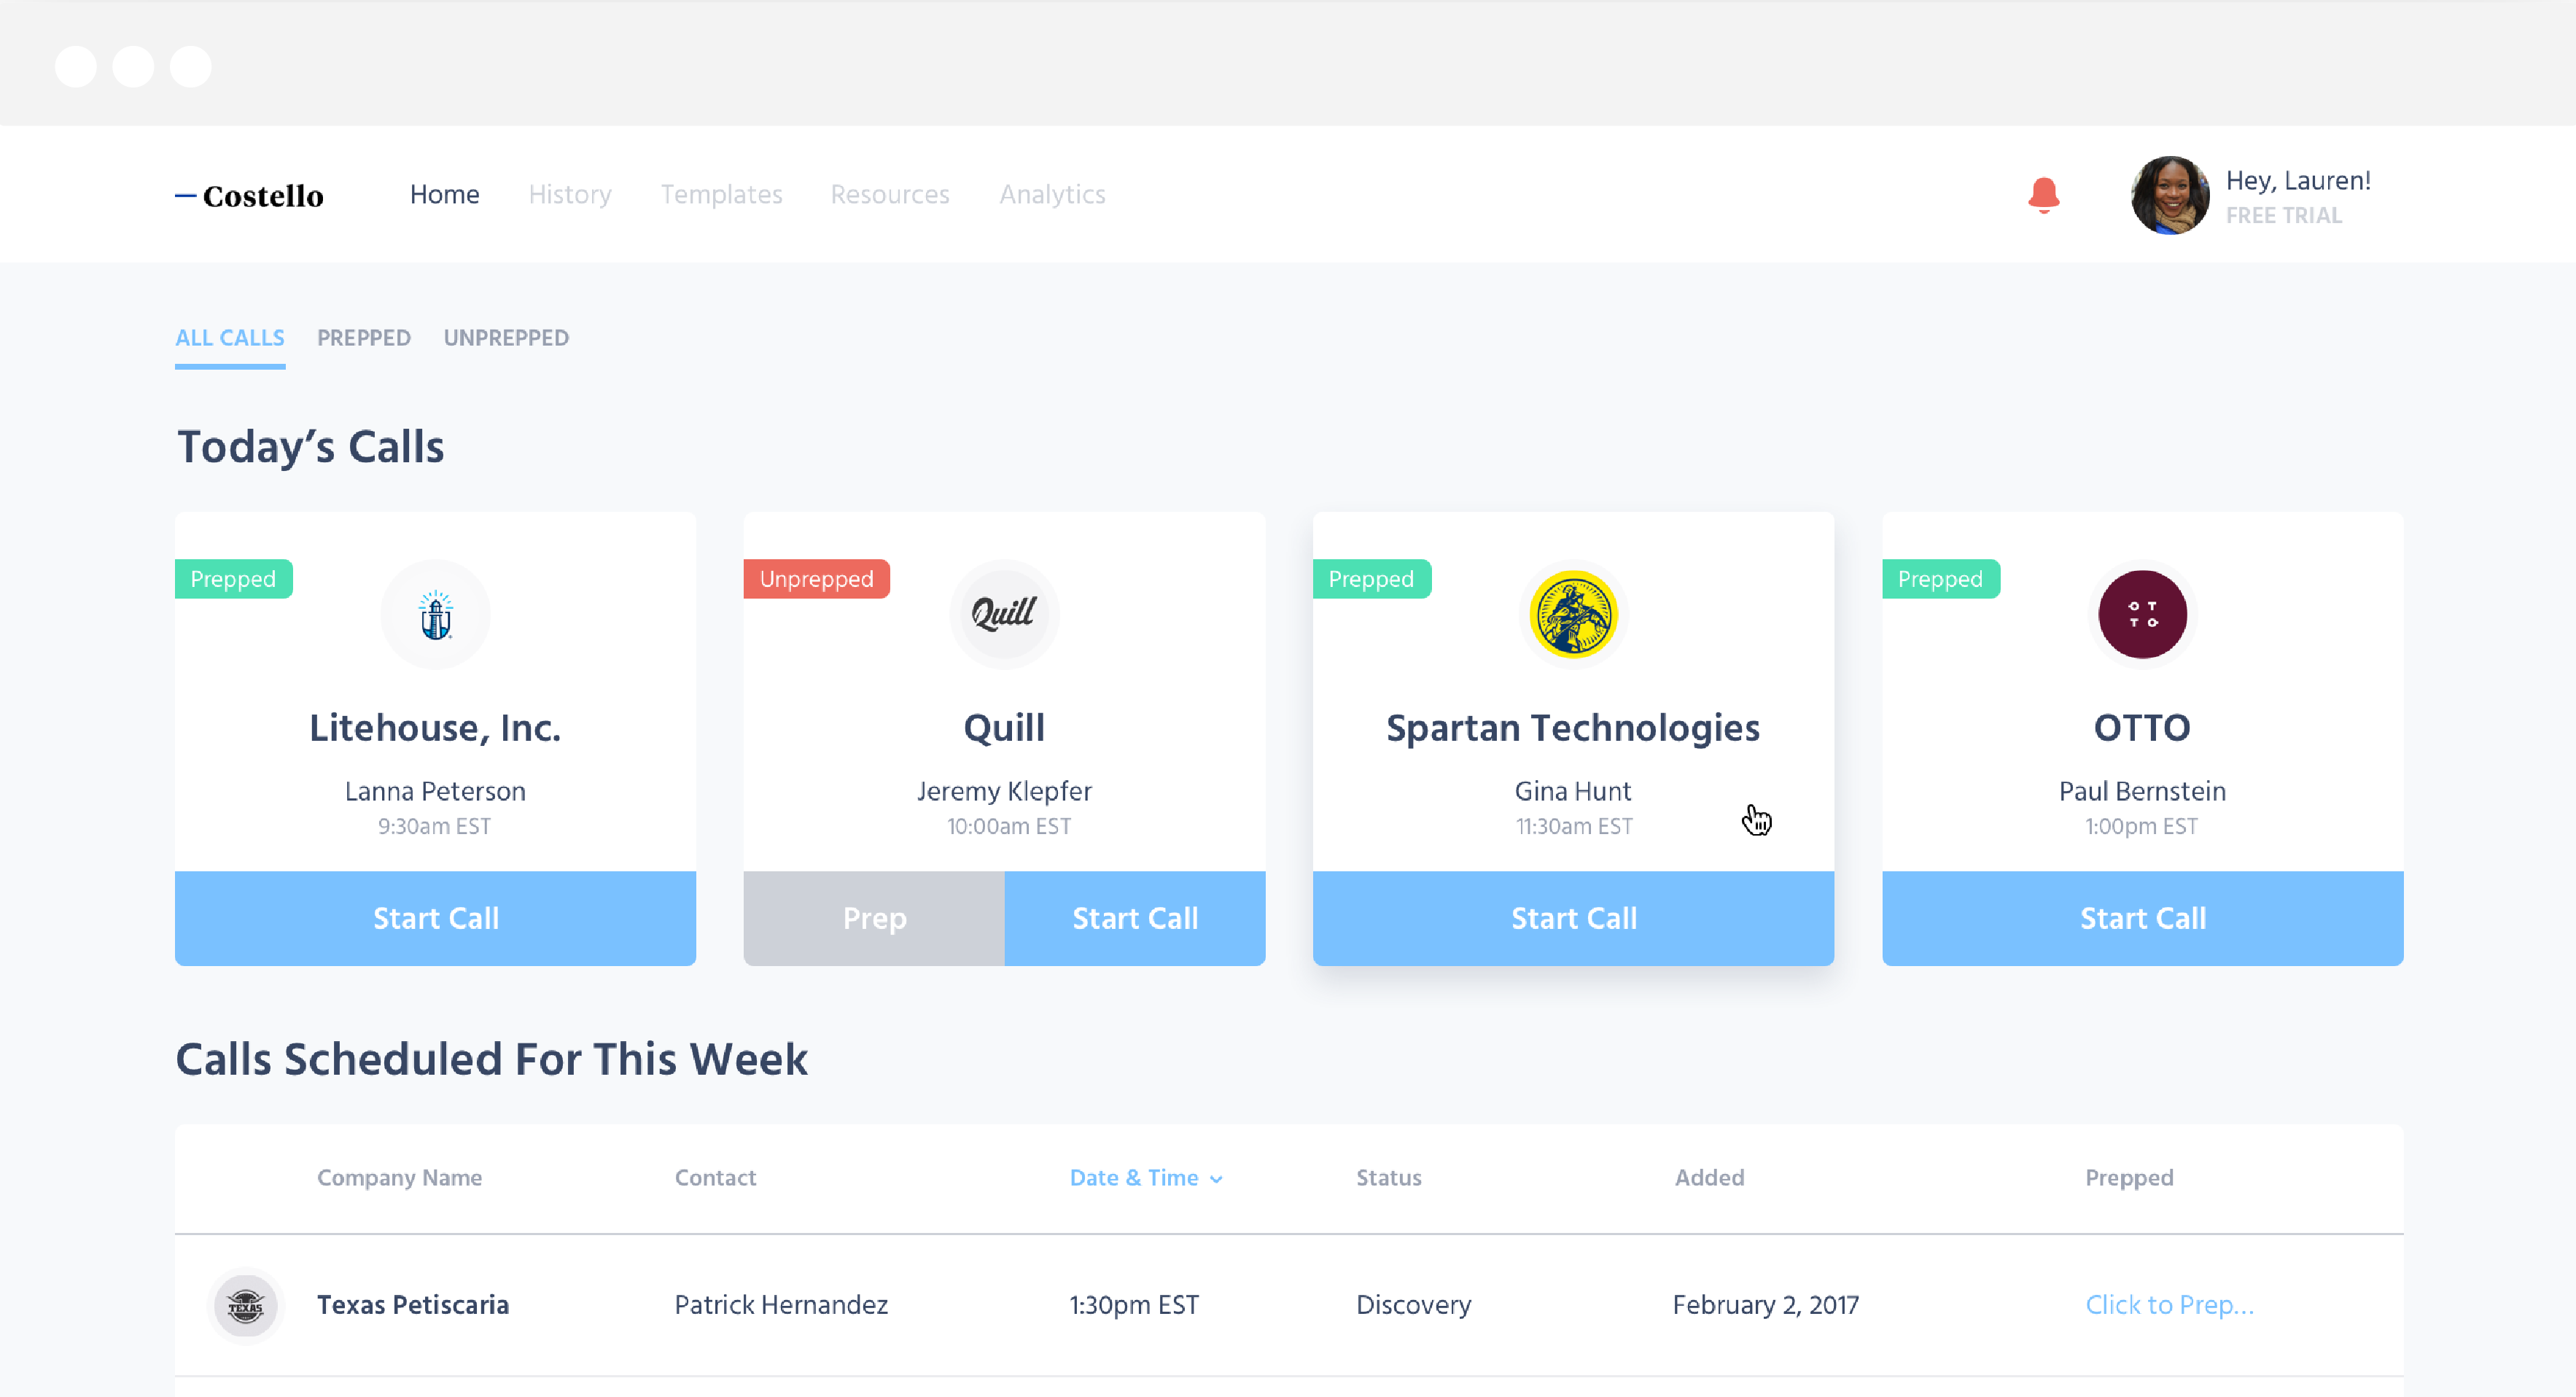 Costello
Home History Templates Resources Analytics
Hey, Lauren!
FREE TRIAL
ALL CALLS PREPPED UNPREPPED
Today’s Calls
Prepped
Litehouse, Inc.
Lanna Peterson
9:30am EST
Start Call
Unprepped
Quill
Quill
Jeremy Klepfer
10:00am EST
Prep Start Call
Prepped
Spartan Technologies
Gina Hunt
11:30am EST
Start Call
Prepped
OT
TO
OTTO
Paul Bernstein
1:00pm EST
Start Call
Calls Scheduled For This Week
Company Name Contact Date & Time Status Added Prepped
TEXAS
Texas Petiscaria Patrick Hernandez 1:30pm EST Discovery February 2, 2017 Click to Prep...